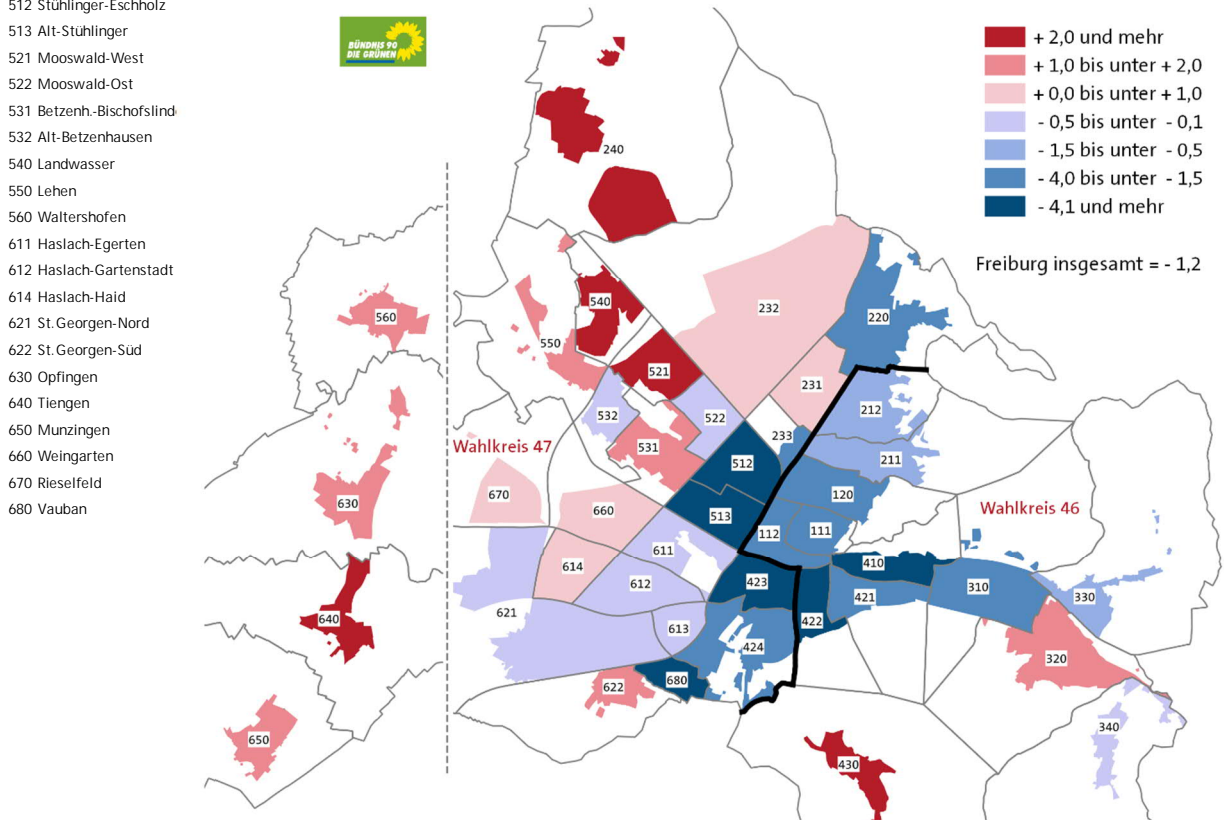 512 Stühlinger-Eschholz
513 Alt-Stühlinger
521 Mooswald-West
522 Mooswald-Ost
531 Betzenh.-Bischofslind
532 Alt-Betzenhausen
540 Landwasser
550 Lehen
560 Waltershofen
611 Haslach-Egerten
612 Haslach-Gartenstadt
614 Haslach-Haid
621 St. Georgen-Nord
622 St. Georgen-Süd
630 Opfingen
640 Tiengen
650 Munzingen
660 Weingarten
670 Rieselfeld
680 Vauban
BÜNDNIS 90
DIE GRÜNEN
+ 2,0 und mehr
+ 1,0 bis unter + 2,0
+ 0,0 bis unter + 1,0
- 0,5 bis unter - 0,1
- 1,5 bis unter - 0,5
- 4,0 bis unter - 1,5
- 4,1 und mehr
Freiburg insgesamt = - 1,2
240
540
232
220
560
550
521
231
532
522
212
531
233
Wahlkreis 47
512
211
670
630
660
513
120
Wahlkreis 46
112
111
611
614
612
423
410
310
421
330
621
640
613
422
424
320
622
680
650
340
430